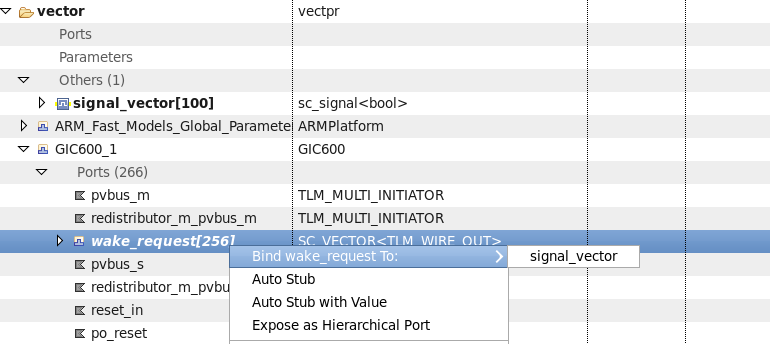 vector vectpr
Ports
Parameters
Others (1)
signal_vector[100] sc_signal<bool>
ARM_Fast_Models_Global_Paramete ARMPlatform
GIC600_1 GIC600
Ports (266)
pvbus_m TLM_MULTI_INITIATOR
redistributor_m_pvbus_m TLM_MULTI_INITIATOR
wake_request[256] SC_VECTOR<TLM_WIRE_OUT>
pvbus_s Bind wake_request To: signal_vector
redistributor_m_pvbu Auto Stub
reset_in Auto Stub with Value
po_reset Expose as Hierarchical Port